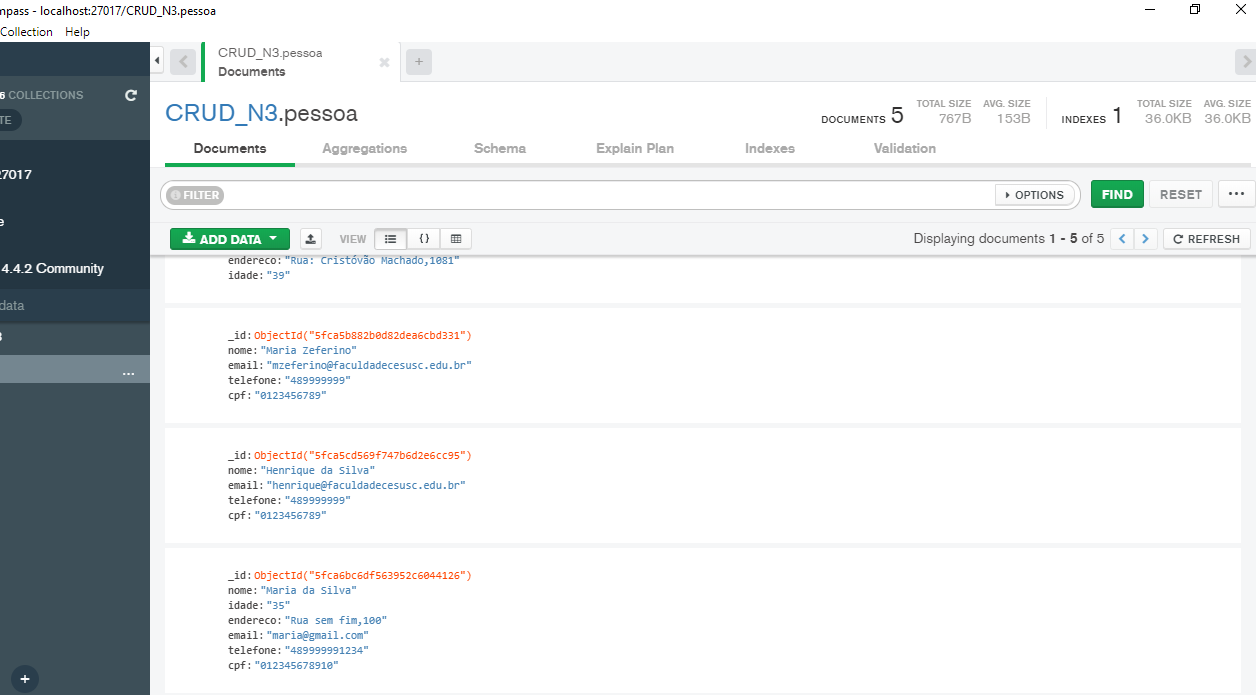 mpass - localhost:27017/CRUD_N3.pessoa
Collection Help
CRUD_N3.pessoa
Documents
6 COLLECTIONS
TE
27017
e
4.4.2 Community
data
3
...
CRUD_N3.pessoa
DOCUMENTS 5 TOTAL SIZE 767B AVG. SIZE 153B INDEXES 1 TOTAL SIZE 36.0KB AVG. SIZE 36.0KB
Documents Aggregations Schema Explain Plan Indexes Validation
FILTER OPTIONS FIND RESET ...
ADD DATA VIEW {} Displaying documents 1 - 5 of 5 REFRESH
endereco:"Rua: Cristóvão Machado,1081"
idade:"39"
_id:ObjectId("5fca5b882b0d82dea6cbd331")
nome:"Maria Zeferino"
email:"mzeferino@faculdadecesusc.edu.br"
telefone:"489999999"
cpf:"0123456789"
_id:ObjectId("5fca5cd569f747b6d2e6cc95")
nome:"Henrique da Silva"
email:"henrique@faculdadecesusc.edu.br"
telefone:"489999999"
cpf:"0123456789"
_id:ObjectId("5fca6bc6df563952c6044126")
nome:"Maria da Silva"
idade:"35"
endereco:"Rua sem fim,100"
email:"maria@gmail.com"
telefone:"489999991234"
cpf:"012345678910"